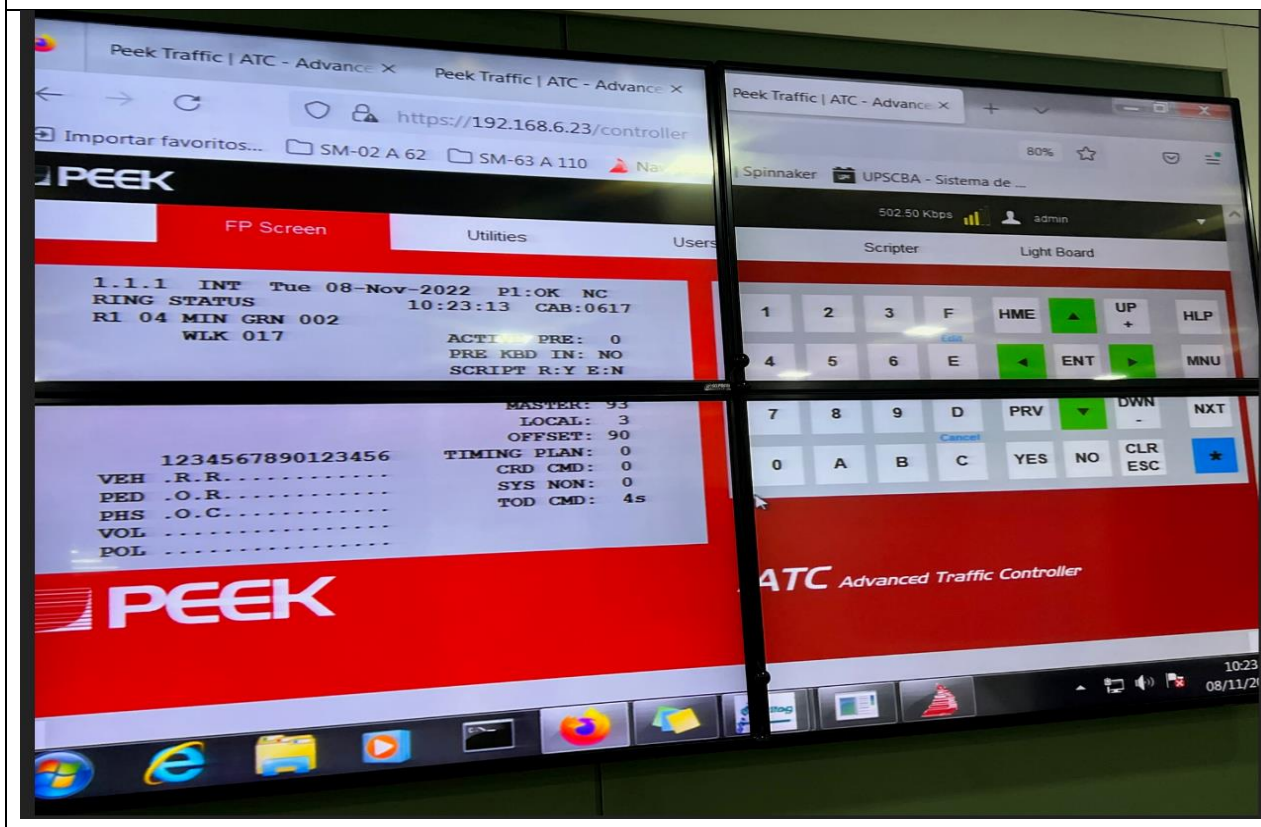 Peek Traffic | ATC - Advance × Peek Traffic | ATC - Advance × Peek Traffic | ATC - Advance × +
https://192.168.6.23/controller 80%
Importar favoritos... SM-02 A 62 SM-63 A 110 | Spinnaker UPSCBA - Sistema de ...
PEEK 502.50 Kbps admin
FP Screen Utilities Users Scripter Light Board
1.1.1 INT Tue 08-Nov-2022 P1:OK NC
RING STATUS 10:23:13 CAB:0617
R1 04 MIN GRN 002
WLK 017
PRE: 0
PRE KBD IN: NO
SCRIPT R:Y E:N
MASTER: 93
LOCAL: 3
OFFSET: 90
1234567890123456 TIMING PLAN: 0
VEH .R.R............ CRD CMD: 0
PED .O.R............ SYS NON: 0
PHS .O.C............ TOD CMD: 4s
VOL ................
POL ................
1 2 3 F HME UP + HLP
Edit
4 5 6 E ENT MNU
7 8 9 D PRV DWN - NXT
Cancel
0 A B C YES NO CLR ESC *
PEEK
ATC Advanced Traffic Controller
10:23
08/11/2